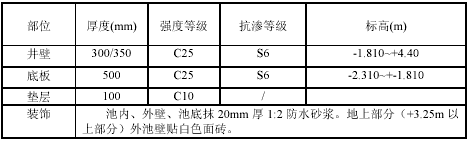 部位 厚度(mm) 强度等级 抗渗等级 标高(m)
井壁 300/350 C25 S6 -1.810~+4.40
底板 500 C25 S6 -2.310~+-1.810
垫层 100 C10 /
装饰 池内、外壁、池底抹 20mm 厚 1:2 防水砂浆。地上部分（+3.25m 以
上部分）外池壁贴白色面砖。